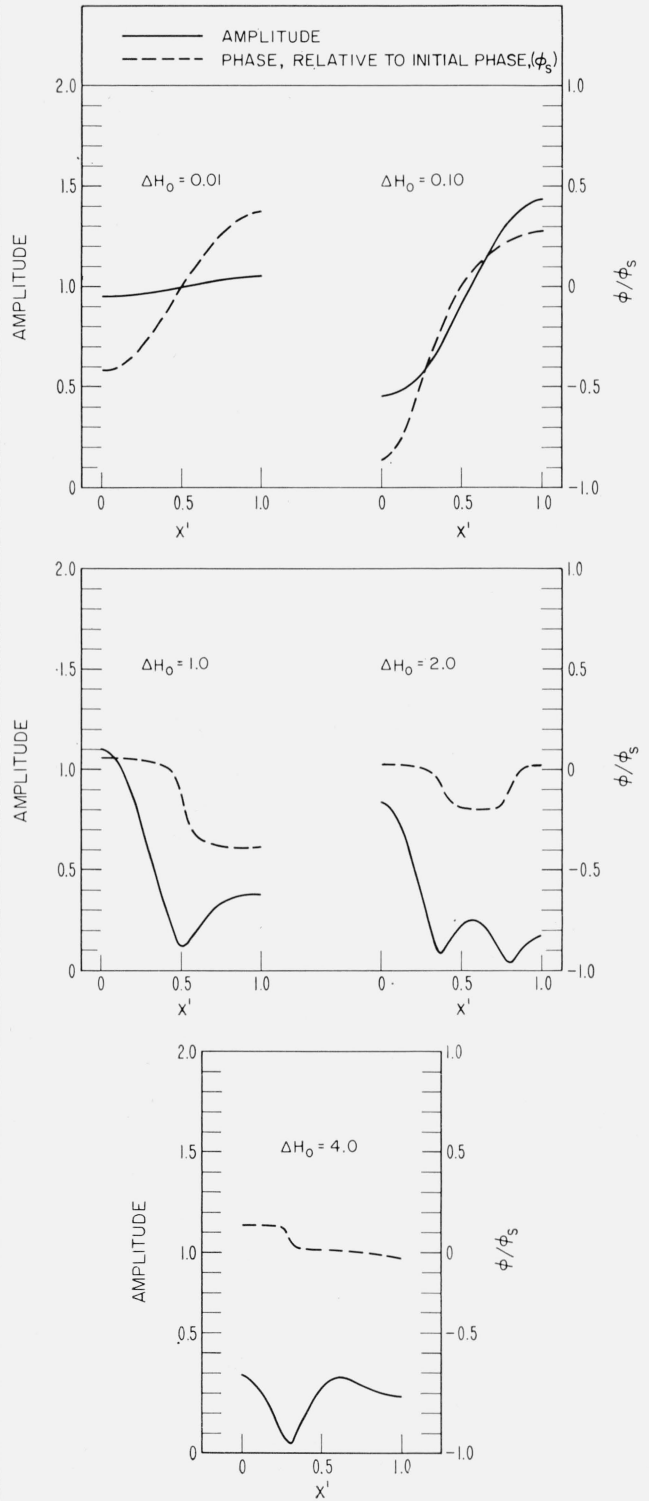 AMPLITUDE
PHASE, RELATIVE TO INITIAL PHASE,(ϕs)
2.0
1.0
ΔH₀ = 0.01
ΔH₀ = 0.10
1.5
0.5
AMPLITUDE
1.0
0
ϕ/ϕs
0.5
-0.5
0
-1.0
0
0.5
1.0
0
0.5
1.0
X'
X'
2.0
1.0
ΔH₀ = 1.0
ΔH₀ = 2.0
1.5
0.5
AMPLITUDE
1.0
0
ϕ/ϕs
0.5
-0.5
0
-1.0
0
0.5
1.0
0
0.5
1.0
X'
X'
2.0
1.0
ΔH₀ = 4.0
1.5
0.5
AMPLITUDE
1.0
0
ϕ/ϕs
0.5
-0.5
0
-1.0
0
0.5
1.0
X'